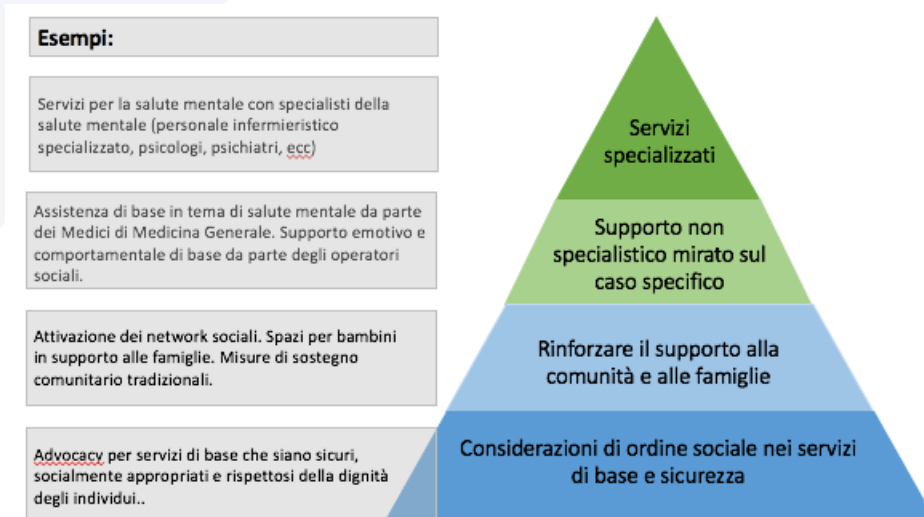 Esempi:
Servizi per la salute mentale con specialisti della
salute mentale (personale infermieristico
specializzato, psicologi, psichiatri, ecc)
Servizi
specializzati
Assistenza di base in tema di salute mentale da parte
dei Medici di Medicina Generale. Supporto emotivo e
comportamentale di base da parte degli operatori
sociali.
Supporto non
specialistico mirato sul
caso specifico
Attivazione dei network sociali. Spazi per bambini
in supporto alle famiglie. Misure di sostegno
comunitario tradizionali.
Rinforzare il supporto alla
comunità e alle famiglie
Advocacy per servizi di base che siano sicuri,
socialmente appropriati e rispettosi della dignità
degli individui..
Considerazioni di ordine sociale nei servizi
di base e sicurezza